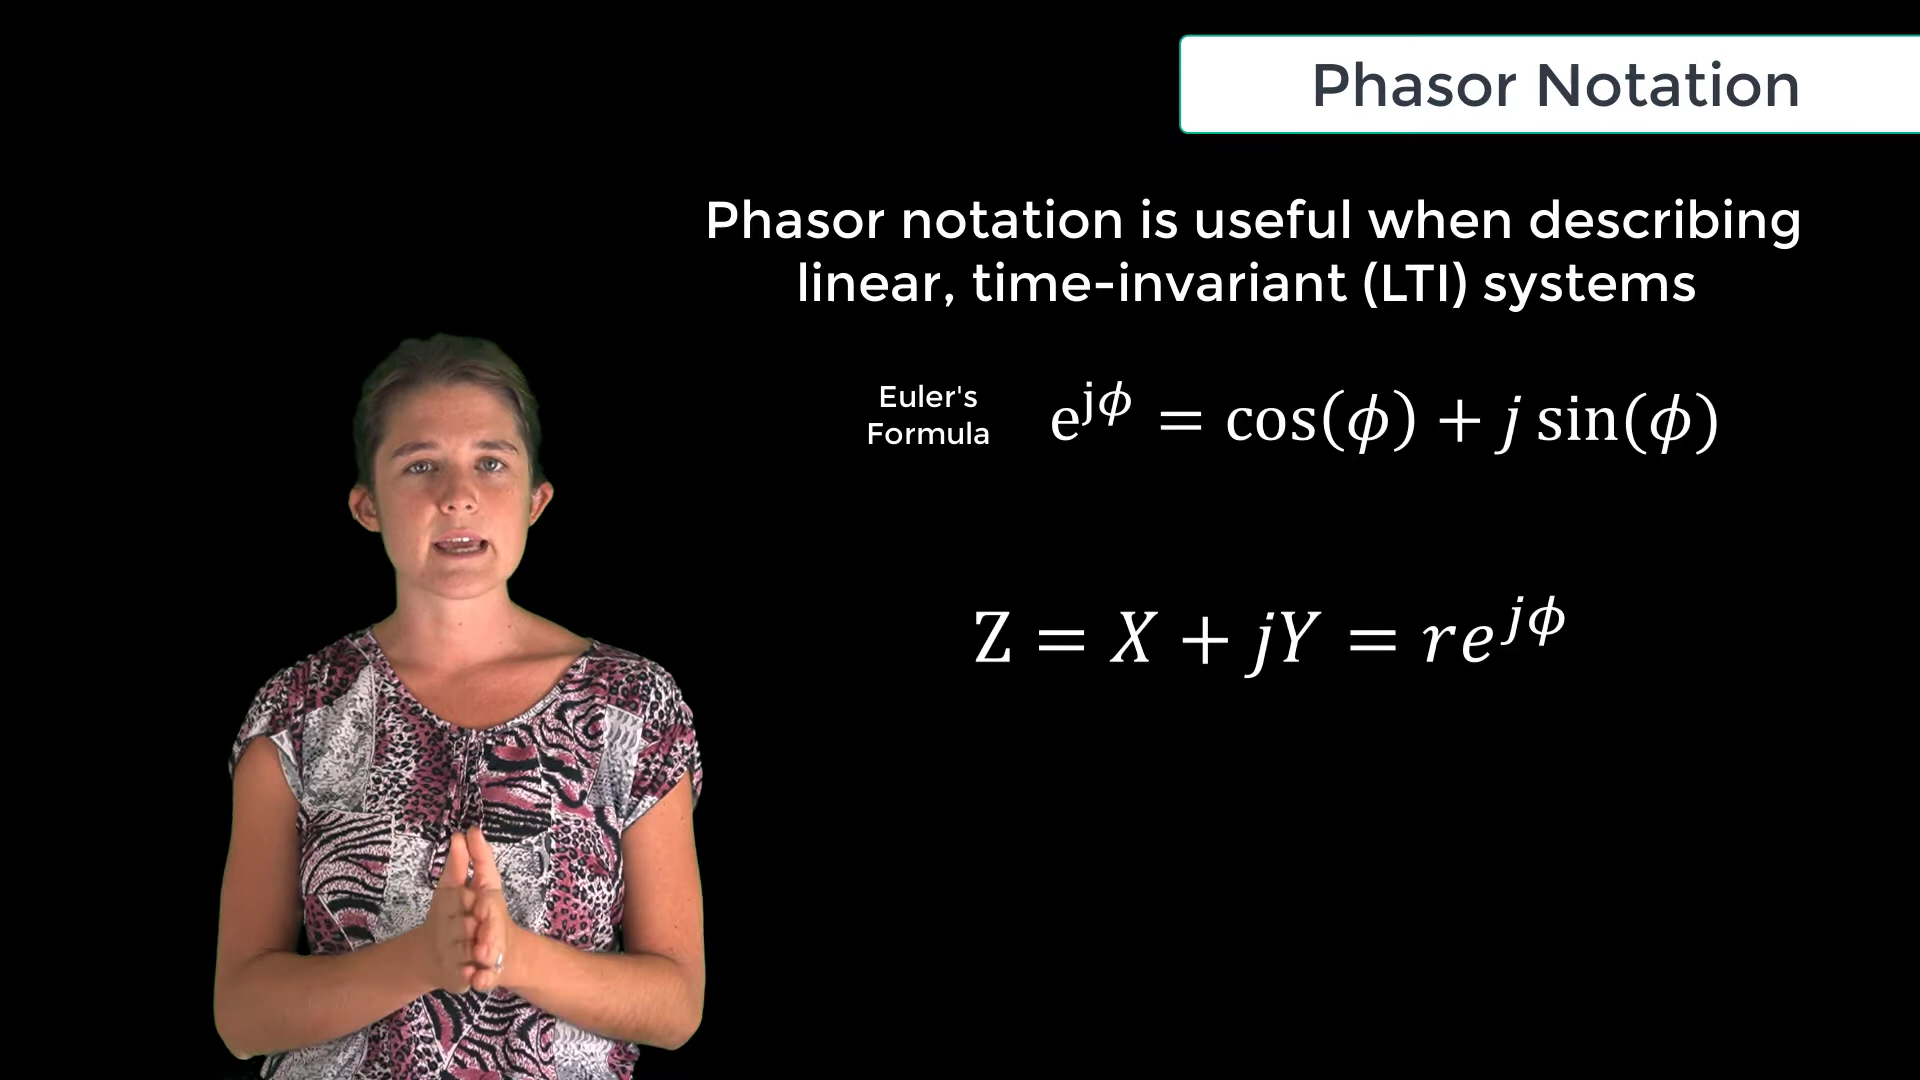 Phasor Notation
Phasor notation is useful when describing
linear, time-invariant (LTI) systems
Euler's
Formula
e^{jϕ} = cos(ϕ) + j sin(ϕ)
Z = X + jY = re^{jϕ}